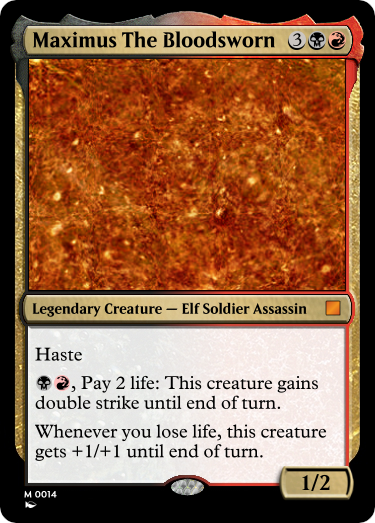 Maximus The Bloodsworn 3
Legendary Creature — Elf Soldier Assassin
Haste
, Pay 2 life: This creature gains
double strike until end of turn.
Whenever you lose life, this creature
gets +1/+1 until end of turn.
1/2
M 0014